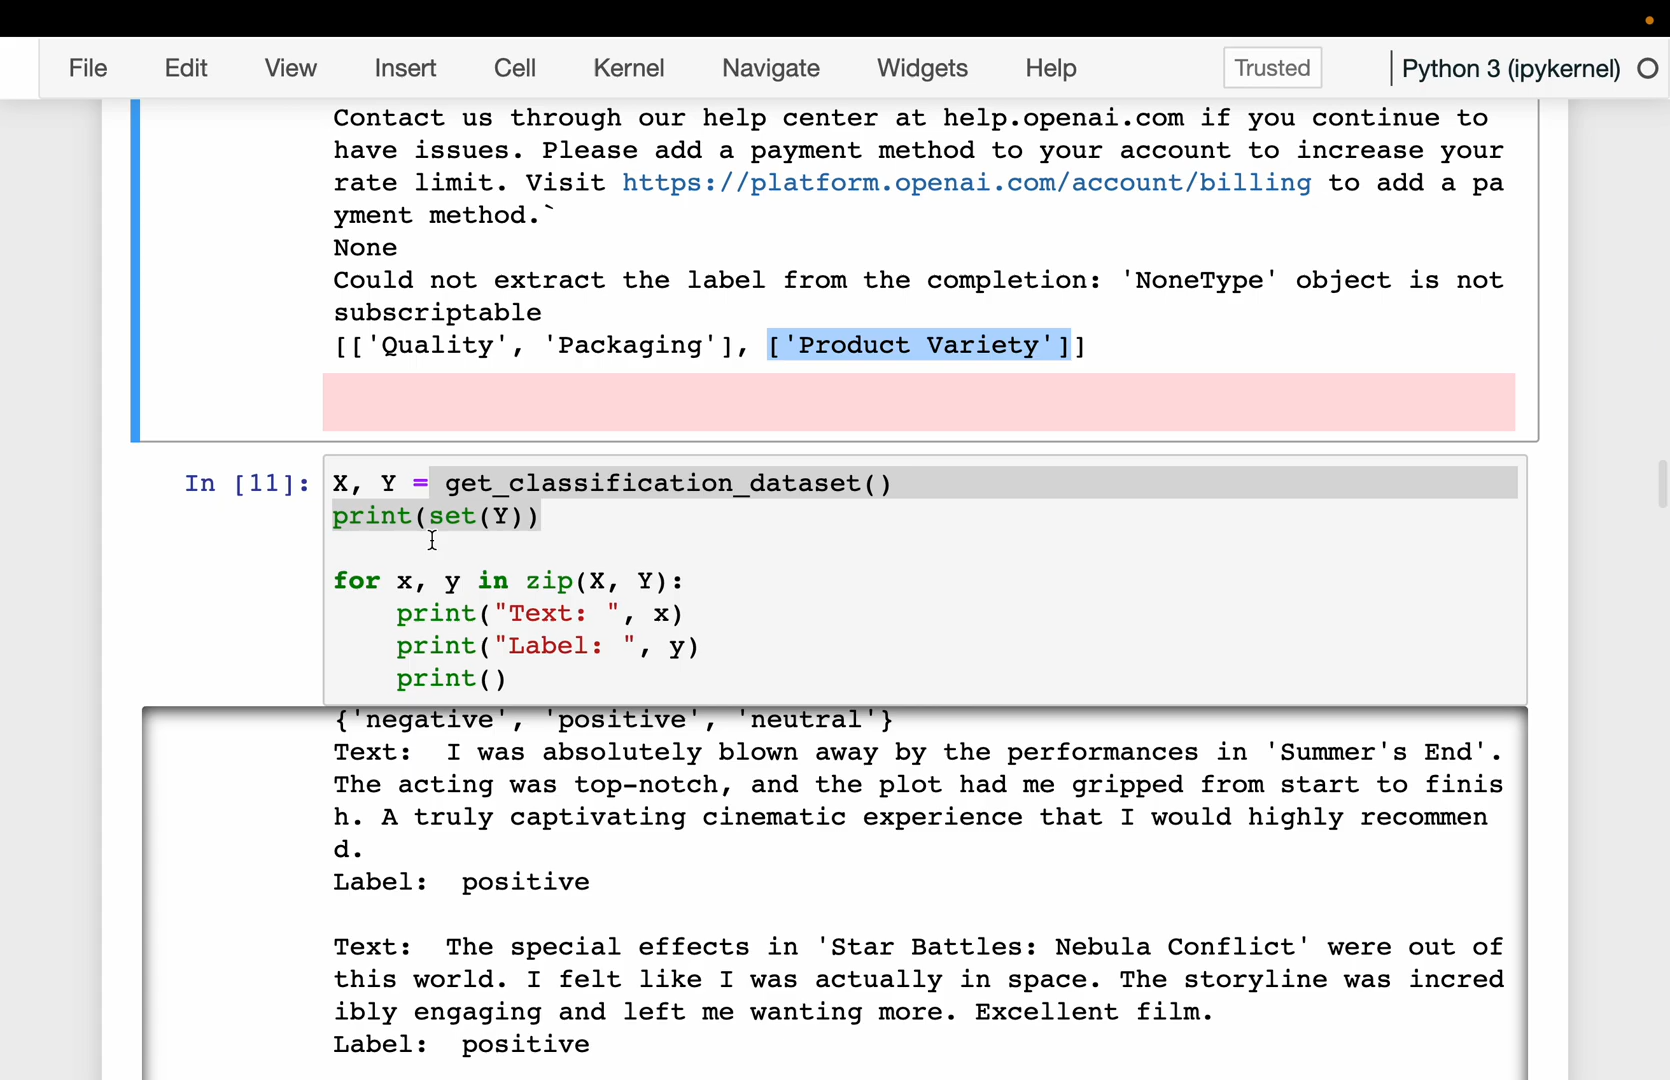 File Edit View Insert Cell Kernel Navigate Widgets Help Trusted Python 3 (ipykernel)
Contact us through our help center at help.openai.com if you continue to
have issues. Please add a payment method to your account to increase your
rate limit. Visit https://platform.openai.com/account/billing to add a pa
yment method.`
None
Could not extract the label from the completion: 'NoneType' object is not
subscriptable
[['Quality', 'Packaging'], ['Product Variety']]
In [11]: X, Y = get_classification_dataset()
print(set(Y))
for x, y in zip(X, Y):
    print("Text: ", x)
    print("Label: ", y)
    print()
{'negative', 'positive', 'neutral'}
Text:  I was absolutely blown away by the performances in 'Summer's End'.
The acting was top-notch, and the plot had me gripped from start to finis
h. A truly captivating cinematic experience that I would highly recommen
d.
Label:  positive
Text:  The special effects in 'Star Battles: Nebula Conflict' were out of
this world. I felt like I was actually in space. The storyline was incred
ibly engaging and left me wanting more. Excellent film.
Label:  positive